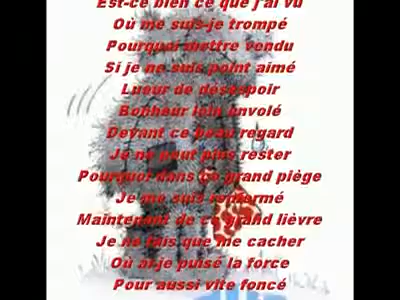 Est-ce bien ce que j'ai vu
Où me suis-je trompé
Pourquoi mettre vendu
Si je ne suis point aimé
Lueur de désespoir
Bonheur loin envolé
Devant ce beau regard
Je ne peut plus rester
Pourquoi dans ce grand piège
Je me suis renfermé
Maintenant de ce grand lièvre
Je ne fais que me cacher
Où ai-je puisé la force
Pour aussi vite foncé